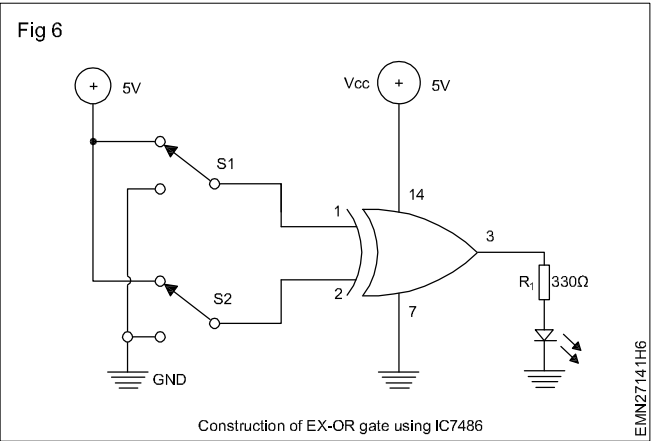 Fig 6
+ 5V
Vcc + 5V
S1
14
1
3
2
S2
R1 330Ω
7
GND
Construction of EX-OR gate using IC7486
EMN27141H6